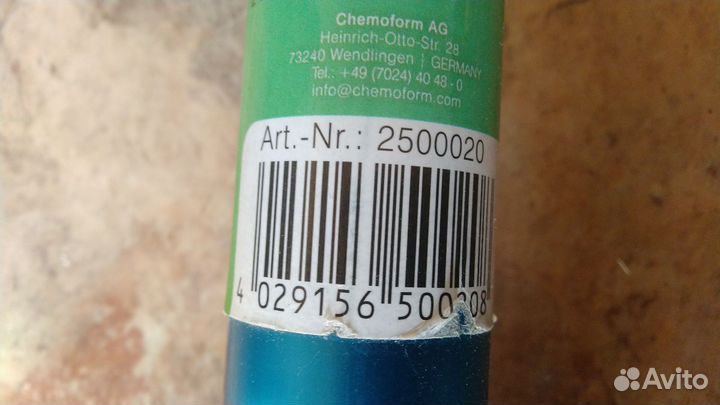 Chemoform AG
Heinrich-Otto-Str. 28
73240 Wendlingen | GERMANY
Tel.: +49 (7024) 40 48 - 0
info@chemoform.com
Art.-Nr.: 2500020
4 029156 500208
Avito